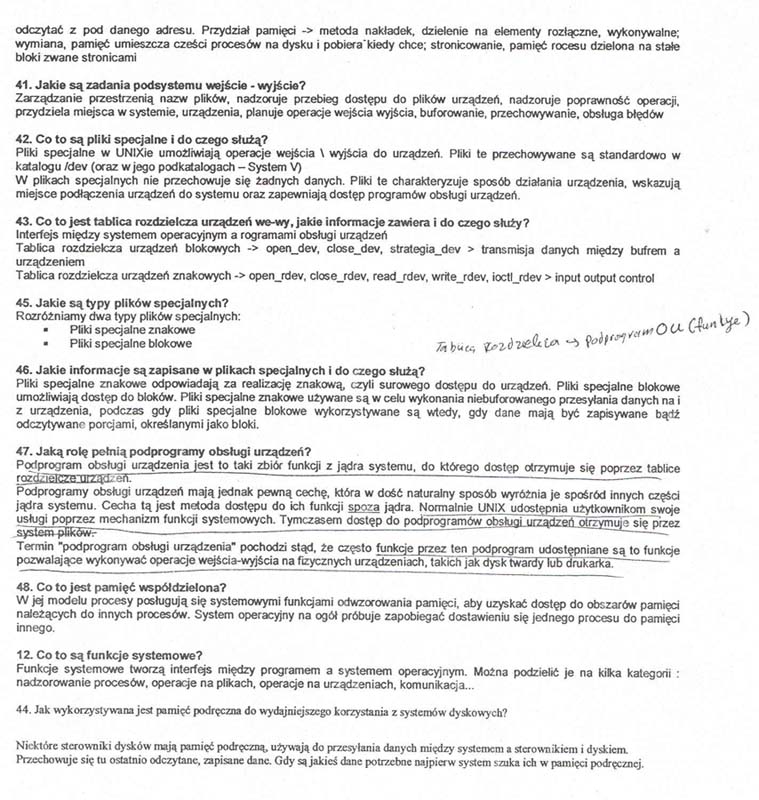 odczytać z pod danego adresu. Przydział pamięci -> metoda nakładek, dzielenie na elementy rozłączne, wykonywalne;
wymiana, pamięć umieszcza cześci procesów na dysku i pobiera kiedy chce; stronicowanie, pamięć rocesu dzielona na stałe
bloki zwane stronicami
41. Jakie są zadania podsystemu wejście - wyjście?
Zarządzanie przestrzenią nazw plików, nadzoruje przebieg dostępu do plików urządzeń, nadzoruje poprawność operacji,
przydziela miejsca w systemie, urządzenia, planuje operacje wejścia wyjścia, buforowanie, przechowywanie, obsługa błędów
42. Co to są pliki specjalne i do czego służą?
Pliki specjalne w UNIXie umożliwiają operacje wejścia \ wyjścia do urządzeń. Pliki te przechowywane są standardowo w
katalogu /dev (oraz w jego podkatalogach – System V)
W plikach specjalnych nie przechowuje się żadnych danych. Pliki te charakteryzuje sposób działania urządzenia, wskazują
miejsce podłączenia urządzeń do systemu oraz zapewniają dostęp programów obsługi urządzeń.
43. Co to jest tablica rozdzielcza urządzeń we-wy, jakie informacje zawiera i do czego służy?
Interfejs między systemem operacyjnym a rogramami obsługi urządzeń
Tablica rozdzielcza urządzeń blokowych -> open_dev, close_dev, strategia_dev > transmisja danych między bufrem a
urządzeniem
Tablica rozdzielcza urządzeń znakowych -> open_rdev, close_rdev, read_rdev, write_rdev, ioctl_rdev > input output control
45. Jakie są typy plików specjalnych?
Rozróżniamy dwa typy plików specjalnych:
▪ Pliki specjalne znakowe
▪ Pliki specjalne blokowe
Tablica rozdzielcza → podprogram OU (funkcje)
46. Jakie informacje są zapisane w plikach specjalnych i do czego służą?
Pliki specjalne znakowe odpowiadają za realizację znakową, czyli surowego dostępu do urządzeń. Pliki specjalne blokowe
umożliwiają dostęp do bloków. Pliki specjalne znakowe używane są w celu wykonania niebuforowanego przesyłania danych na i
z urządzenia, podczas gdy pliki specjalne blokowe wykorzystywane są wtedy, gdy dane mają być zapisywane bądź
odczytywane porcjami, określanymi jako bloki.
47. Jaką rolę pełnią podprogramy obsługi urządzeń?
Podprogram obsługi urządzenia jest to taki zbiór funkcji z jądra systemu, do którego dostęp otrzymuje się poprzez tablice
rozdzielcze urządzeń.
Podprogramy obsługi urządzeń mają jednak pewną cechę, która w dość naturalny sposób wyróżnia je spośród innych części
jądra systemu. Cecha tą jest metoda dostępu do ich funkcji spoza jądra. Normalnie UNIX udostępnia użytkownikom swoje
usługi poprzez mechanizm funkcji systemowych. Tymczasem dostęp do podprogramów obsługi urządzeń otrzymuje się przez
system plików.
Termin "podprogram obsługi urządzenia" pochodzi stąd, że często funkcje przez ten podprogram udostępniane są to funkcje
pozwalające wykonywać operacje wejścia-wyjścia na fizycznych urządzeniach, takich jak dysk twardy lub drukarka.
48. Co to jest pamięć współdzielona?
W jej modelu procesy posługują się systemowymi funkcjami odwzorowania pamięci, aby uzyskać dostęp do obszarów pamięci
należących do innych procesów. System operacyjny na ogół próbuje zapobiegać dostawieniu się jednego procesu do pamięci
innego.
12. Co to są funkcje systemowe?
Funkcje systemowe tworzą interfejs między programem a systemem operacyjnym. Można podzielić je na kilka kategorii :
nadzorowanie procesów, operacje na plikach, operacje na urządzeniach, komunikacja...
44. Jak wykorzystywana jest pamięć podręczna do wydajniejszego korzystania z systemów dyskowych?
Niektóre sterowniki dysków mają pamięć podręczną, używają do przesyłania danych między systemem a sterownikiem i dyskiem.
Przechowuje się tu ostatnio odczytane, zapisane dane. Gdy są jakieś dane potrzebne najpierw system szuka ich w pamięci podręcznej.